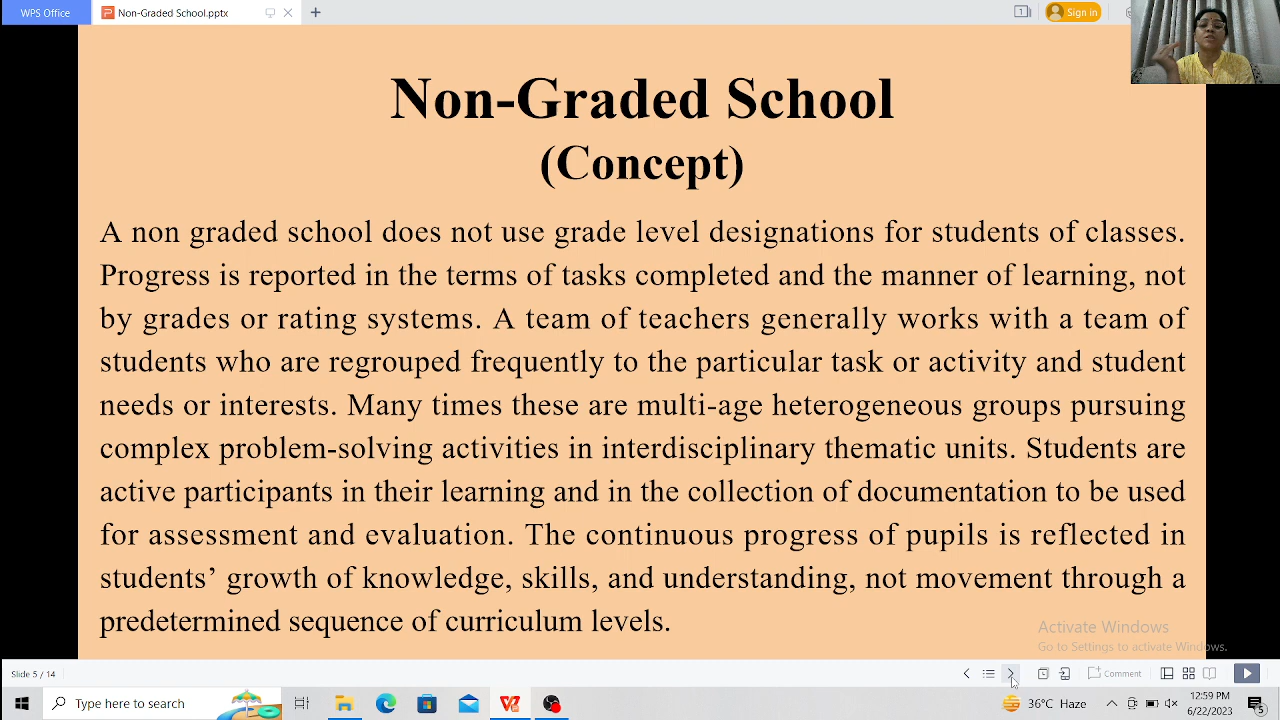 WPS Office
Non-Graded School.pptx
Sign in
Non-Graded School
(Concept)
A non graded school does not use grade level designations for students of classes.
Progress is reported in the terms of tasks completed and the manner of learning, not
by grades or rating systems. A team of teachers generally works with a team of
students who are regrouped frequently to the particular task or activity and student
needs or interests. Many times these are multi-age heterogeneous groups pursuing
complex problem-solving activities in interdisciplinary thematic units. Students are
active participants in their learning and in the collection of documentation to be used
for assessment and evaluation. The continuous progress of pupils is reflected in
students’ growth of knowledge, skills, and understanding, not movement through a
predetermined sequence of curriculum levels.
Activate Windows
Go to Settings to activate Windows.
Slide 5 / 14
Comment
Type here to search
36°C Haze
12:59 PM
6/22/2023
5